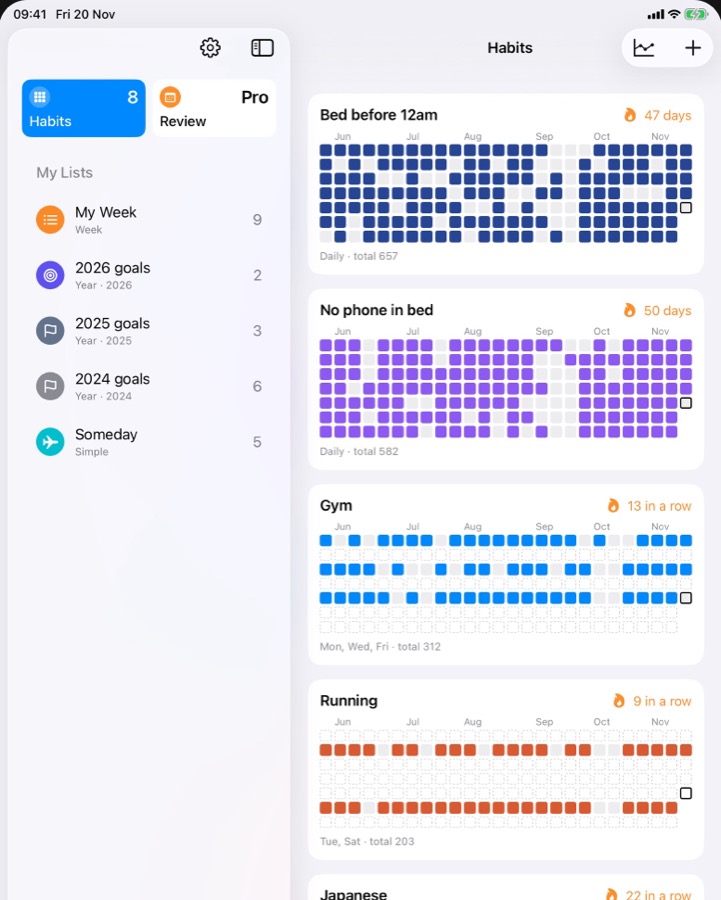 09:41 Fri 20 Nov
Habits
8
Habits
Pro
Review
My Lists
My Week
Week
9
2026 goals
Year · 2026
2
2025 goals
Year · 2025
3
2024 goals
Year · 2024
6
Someday
Simple
5
Bed before 12am
47 days
Jun Jul Aug Sep Oct Nov
Daily · total 657
No phone in bed
50 days
Jun Jul Aug Sep Oct Nov
Daily · total 582
Gym
13 in a row
Jun Jul Aug Sep Oct Nov
Mon, Wed, Fri · total 312
Running
9 in a row
Jun Jul Aug Sep Oct Nov
Tue, Sat · total 203
Japanese
22 in a row